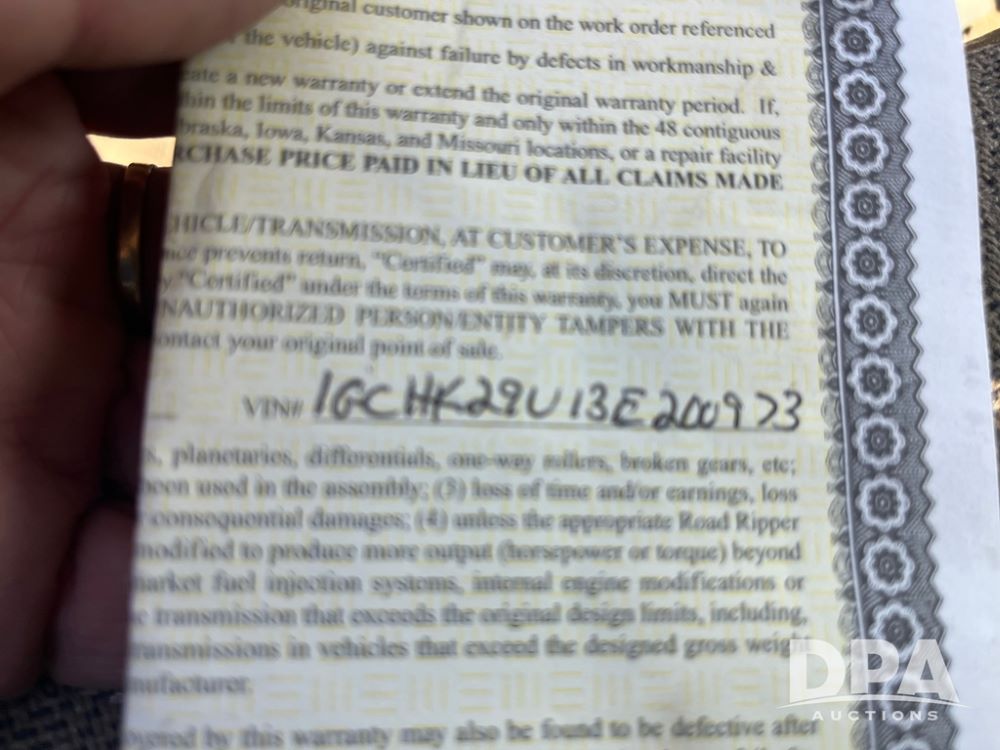 original customer shown on the work order referenced
the vehicle) against failure by defects in workmanship &
eate a new warranty or extend the original warranty period. If,
hin the limits of this warranty and only within the 48 contiguous
braska, Iowa, Kansas, and Missouri locations, or a repair facility
RCHASE PRICE PAID IN LIEU OF ALL CLAIMS MADE
HICLE/TRANSMISSION, AT CUSTOMER'S EXPENSE, TO
nce prevents return, "Certified" may, at its discretion, direct the
y "Certified" under the terms of this warranty, you MUST again
NAUTHORIZED PERSON/ENTITY TAMPERS WITH THE
ontact your original point of sale.
VIN# 1GCHK29U13E200973
s, planetaries, differentials, one-way rollers, broken gears, etc;
been used in the assembly; (3) loss of time and/or earnings, loss
consequential damages; (4) unless the appropriate Road Ripper
modified to produce more output (horsepower or torque) beyond
market fuel injection systems, internal engine modifications or
e transmission that exceeds the original design limits, including,
ransmissions in vehicles that exceed the designed gross weight
nufacturer.
overed by this warranty may also be found to be defective after
DPA
AUCTIONS